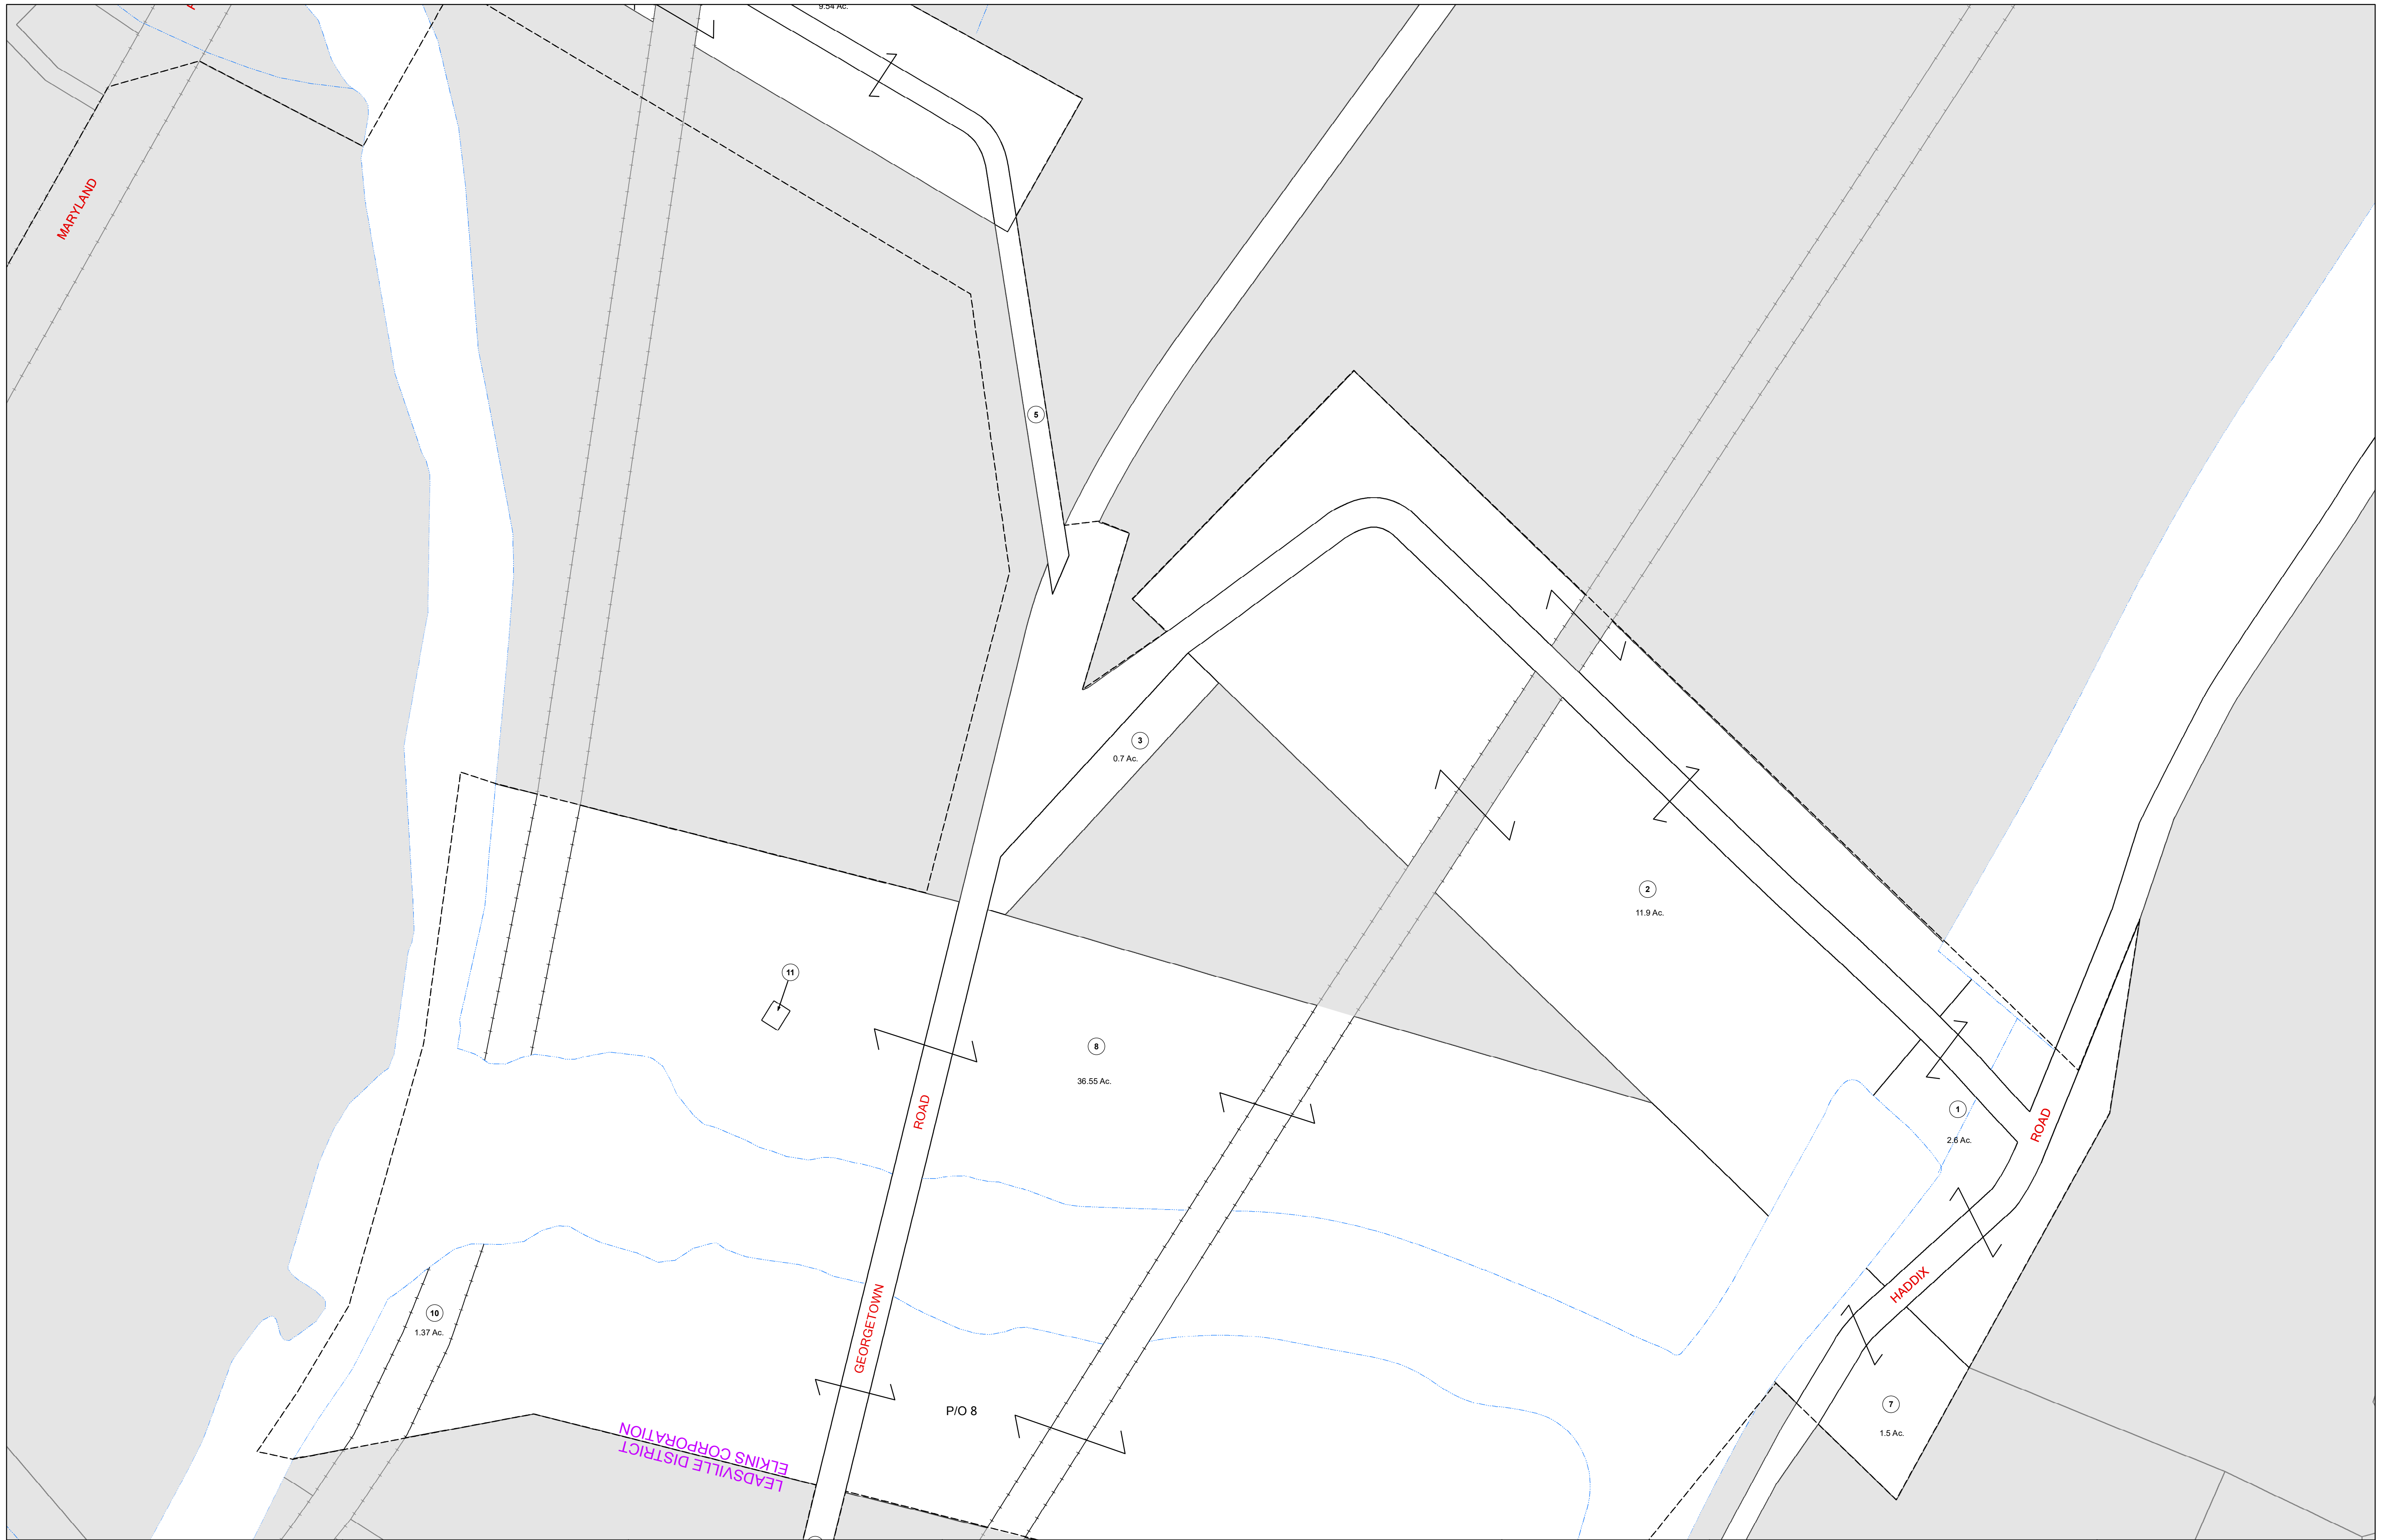 9.54 Ac.
MARYLAND
5
3
0.7 Ac.
2
11.9 Ac.
11
8
36.55 Ac.
ROAD
1
2.6 Ac.
ROAD
HADDIX
10
1.37 Ac.
GEORGETOWN
P/O 8
7
1.5 Ac.
LEADSVILLE DISTRICT
ELKINS CORPORATION